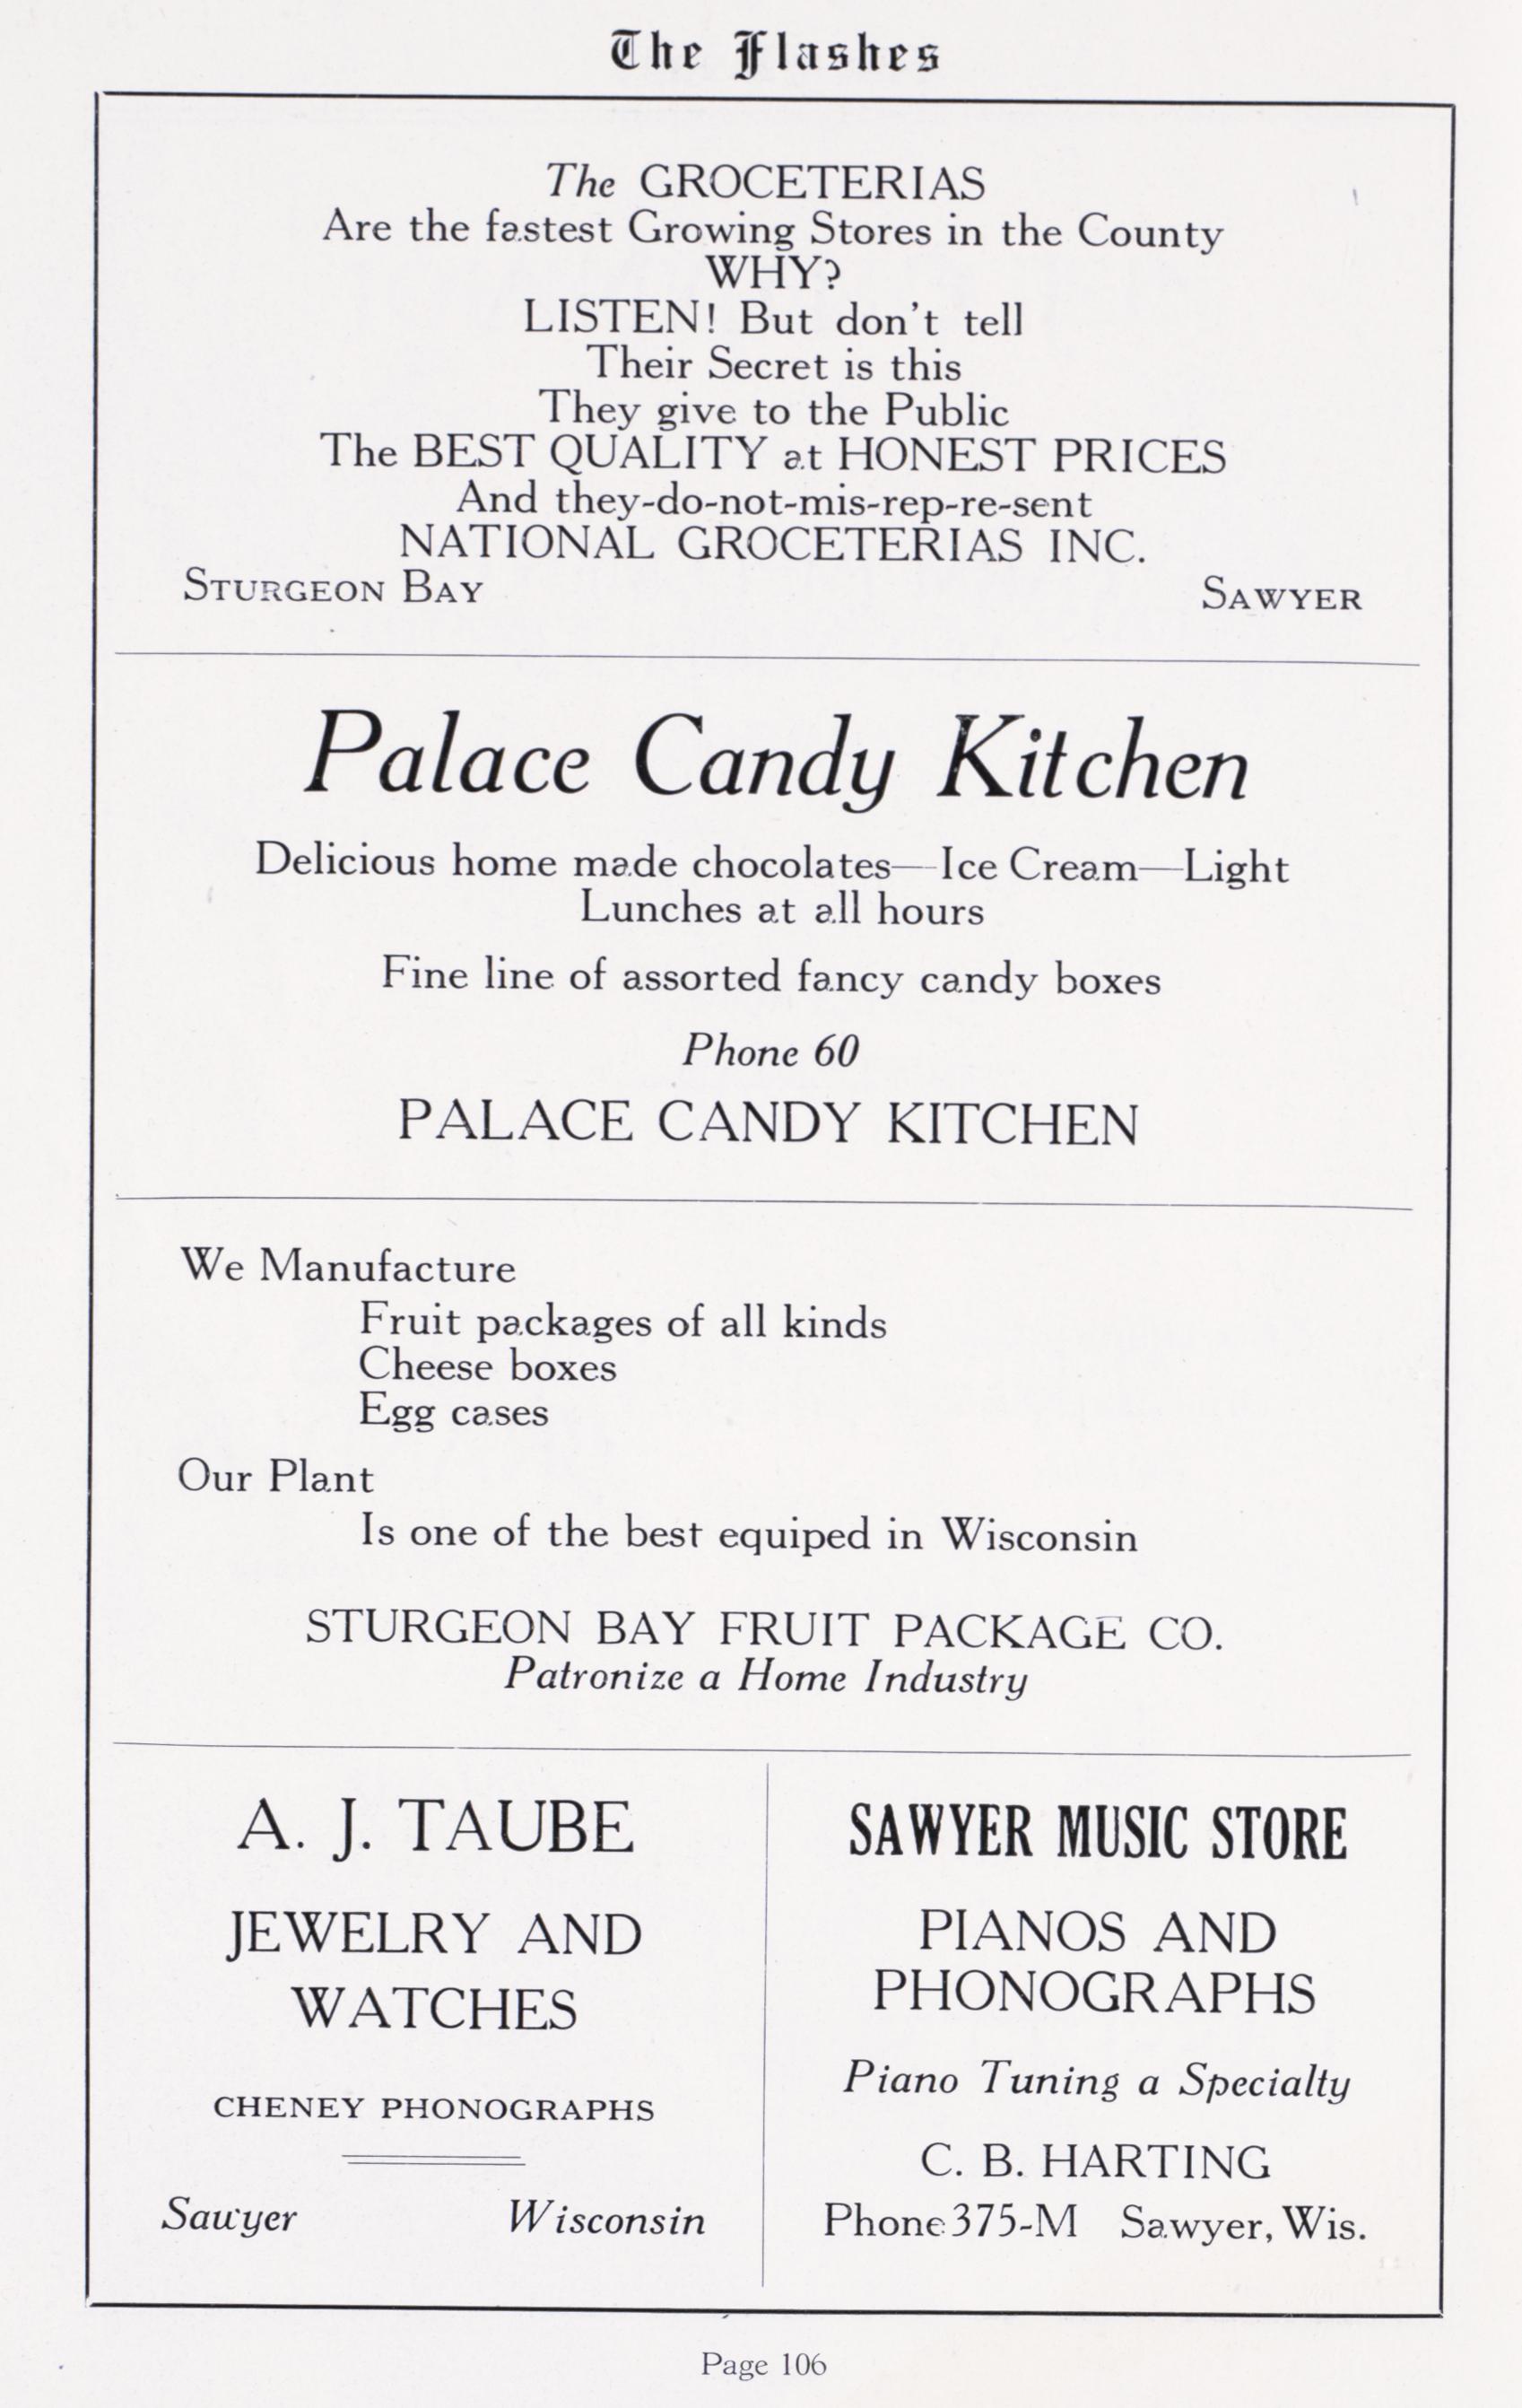 The Flashes
The GROCETERIAS
Are the fastest Growing Stores in the County
WHY?
LISTEN! But don't tell
Their Secret is this
They give to the Public
The BEST QUALITY at HONEST PRICES
And they-do-not-mis-rep-re-sent
NATIONAL GROCETERIAS INC.
STURGEON BAY SAWYER
Palace Candy Kitchen
Delicious home made chocolates—Ice Cream—Light
Lunches at all hours
Fine line of assorted fancy candy boxes
Phone 60
PALACE CANDY KITCHEN
We Manufacture
Fruit packages of all kinds
Cheese boxes
Egg cases
Our Plant
Is one of the best equiped in Wisconsin
STURGEON BAY FRUIT PACKAGE CO.
Patronize a Home Industry
A. J. TAUBE
JEWELRY AND
WATCHES
CHENEY PHONOGRAPHS
Sawyer Wisconsin
SAWYER MUSIC STORE
PIANOS AND
PHONOGRAPHS
Piano Tuning a Specialty
C. B. HARTING
Phone 375-M Sawyer, Wis.
Page 106